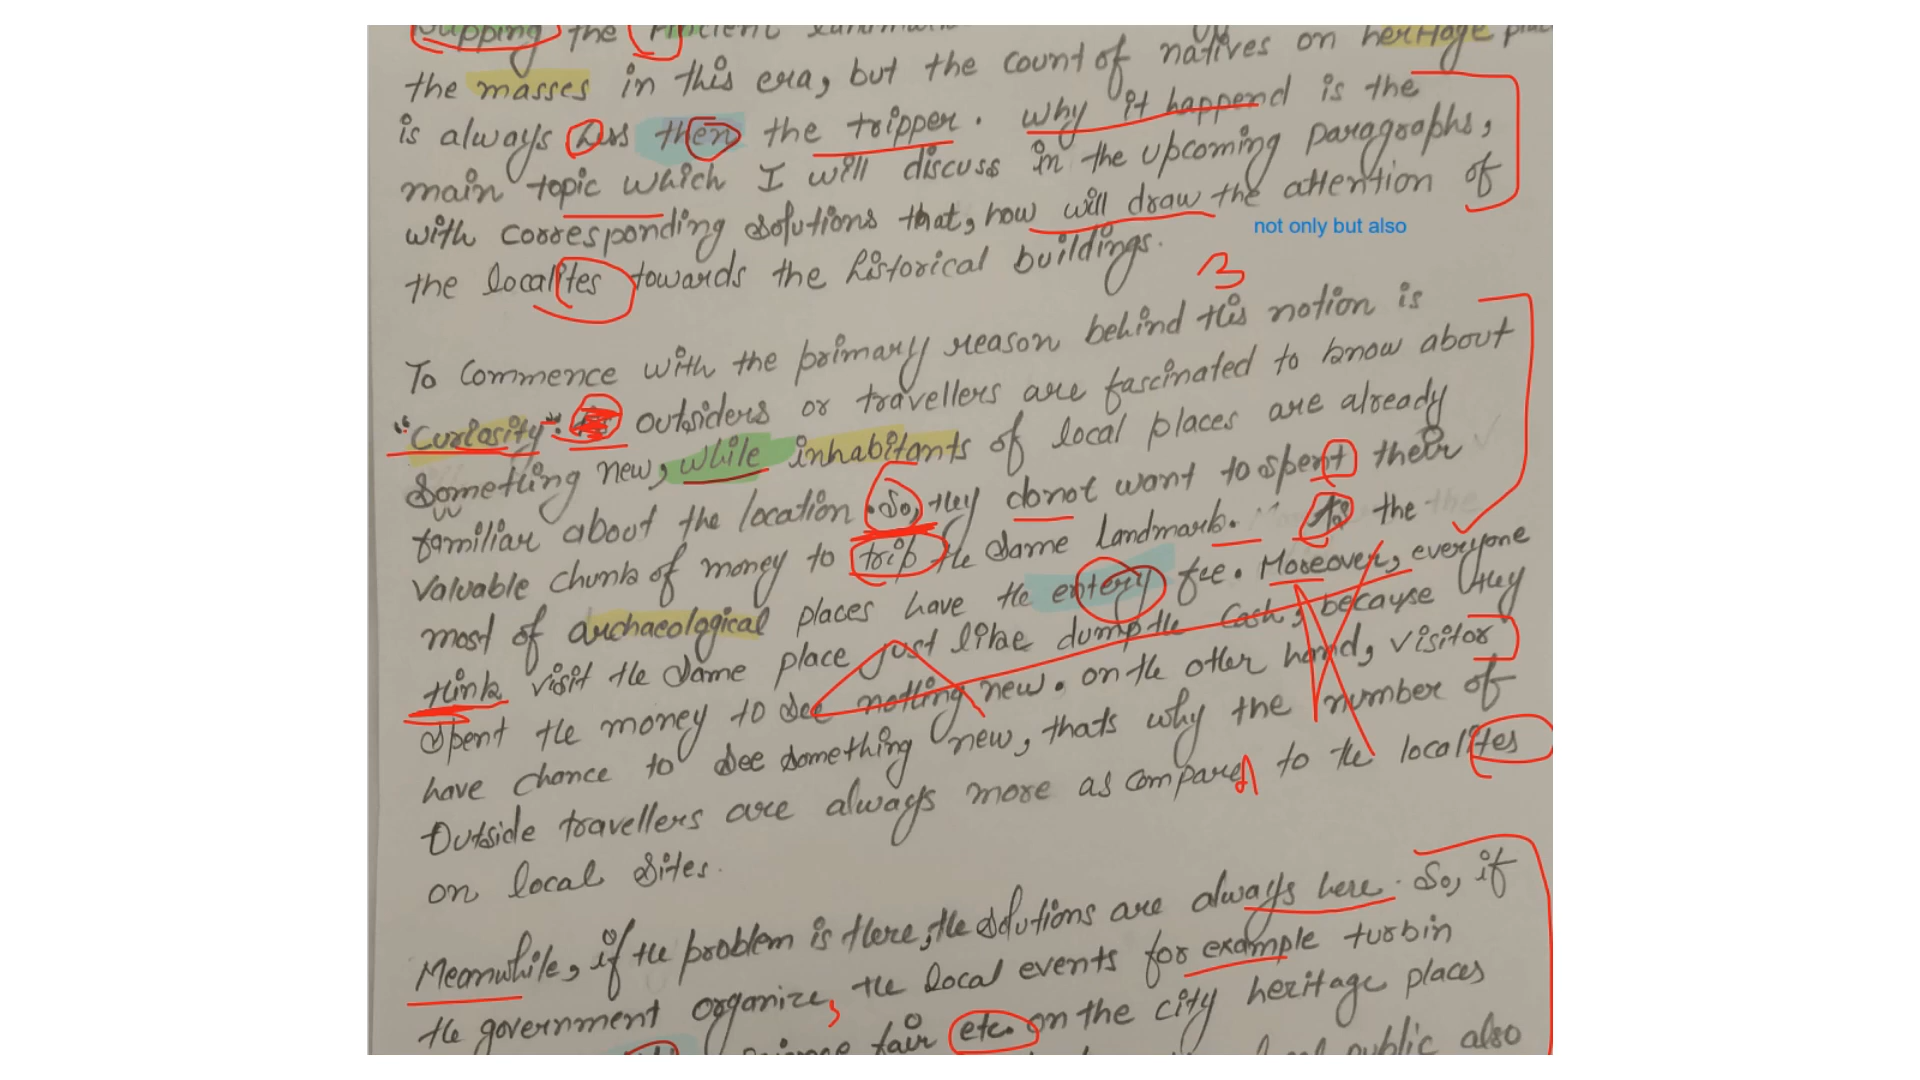 the Ancient
the masses in this era, but the count of natives on heritage
is always less then the tripper. why it happend is the
main topic which I will discuss in the upcoming paragraphs,
with corresponding solutions that, how will draw the attention of
not only but also
the localites towards the historical buildings.
3
To Commence with the primary reason behind this notion is
"Curiosity". outsiders or travellers are fascinated to know about
Something new, while inhabitants of local places are already
familiar about the location. So, they donot want to spent their
Valuable chunk of money to trip the same landmark. As the
most of archaeological places have the entery fee. Moreover, everyone
think visit the same place just like dump the cash, because they
spent the money to see nothing new. on the other hand, visitor
have chance to see something new, thats why the number of
Outside travellers are always more as compare to the localites
on local sites.
Meanwhile, if the problem is there, the solutions are always here. So, if
the government organize, the local events for example turbin
fair etc. on the city heritage places
public also